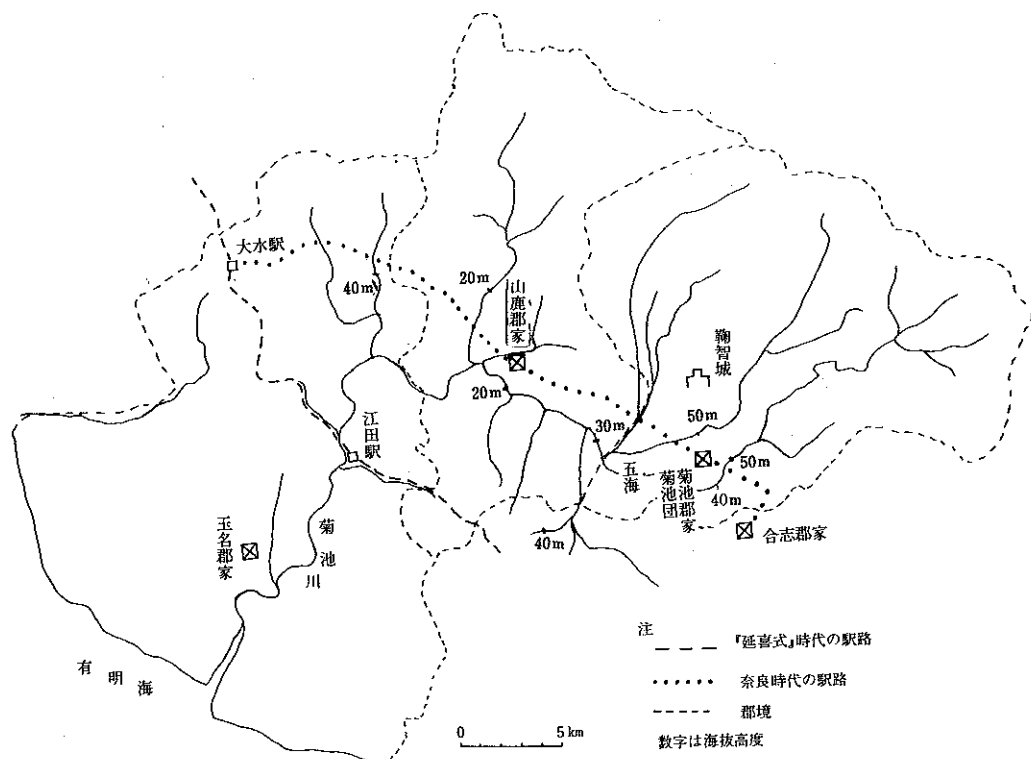 大水駅
40m
20m
山鹿郡家
20m
30m
五海
鞠智城
50m
菊池郡家
菊池団
50m
40m
合志郡家
40m
江田駅
玉名郡家
菊池川
有明海
注
『延喜式』時代の駅路
奈良時代の駅路
郡境
数字は海抜高度
0 5km